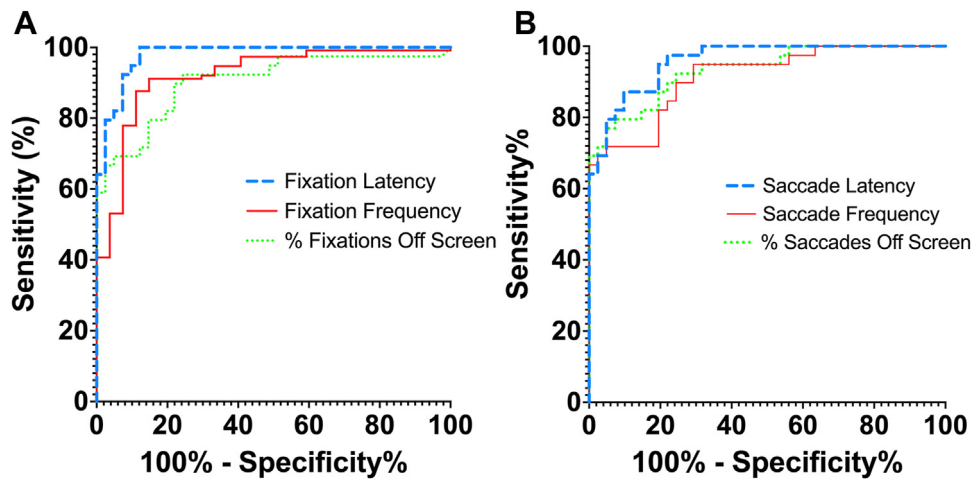 A
Sensitivity (%)
100
80
60
40
20
0
0 20 40 60 80 100
100% - Specificity%
Fixation Latency
Fixation Frequency
% Fixations Off Screen
B
Sensitivity%
100
80
60
40
20
0
0 20 40 60 80 100
100% - Specificity%
Saccade Latency
Saccade Frequency
% Saccades Off Screen